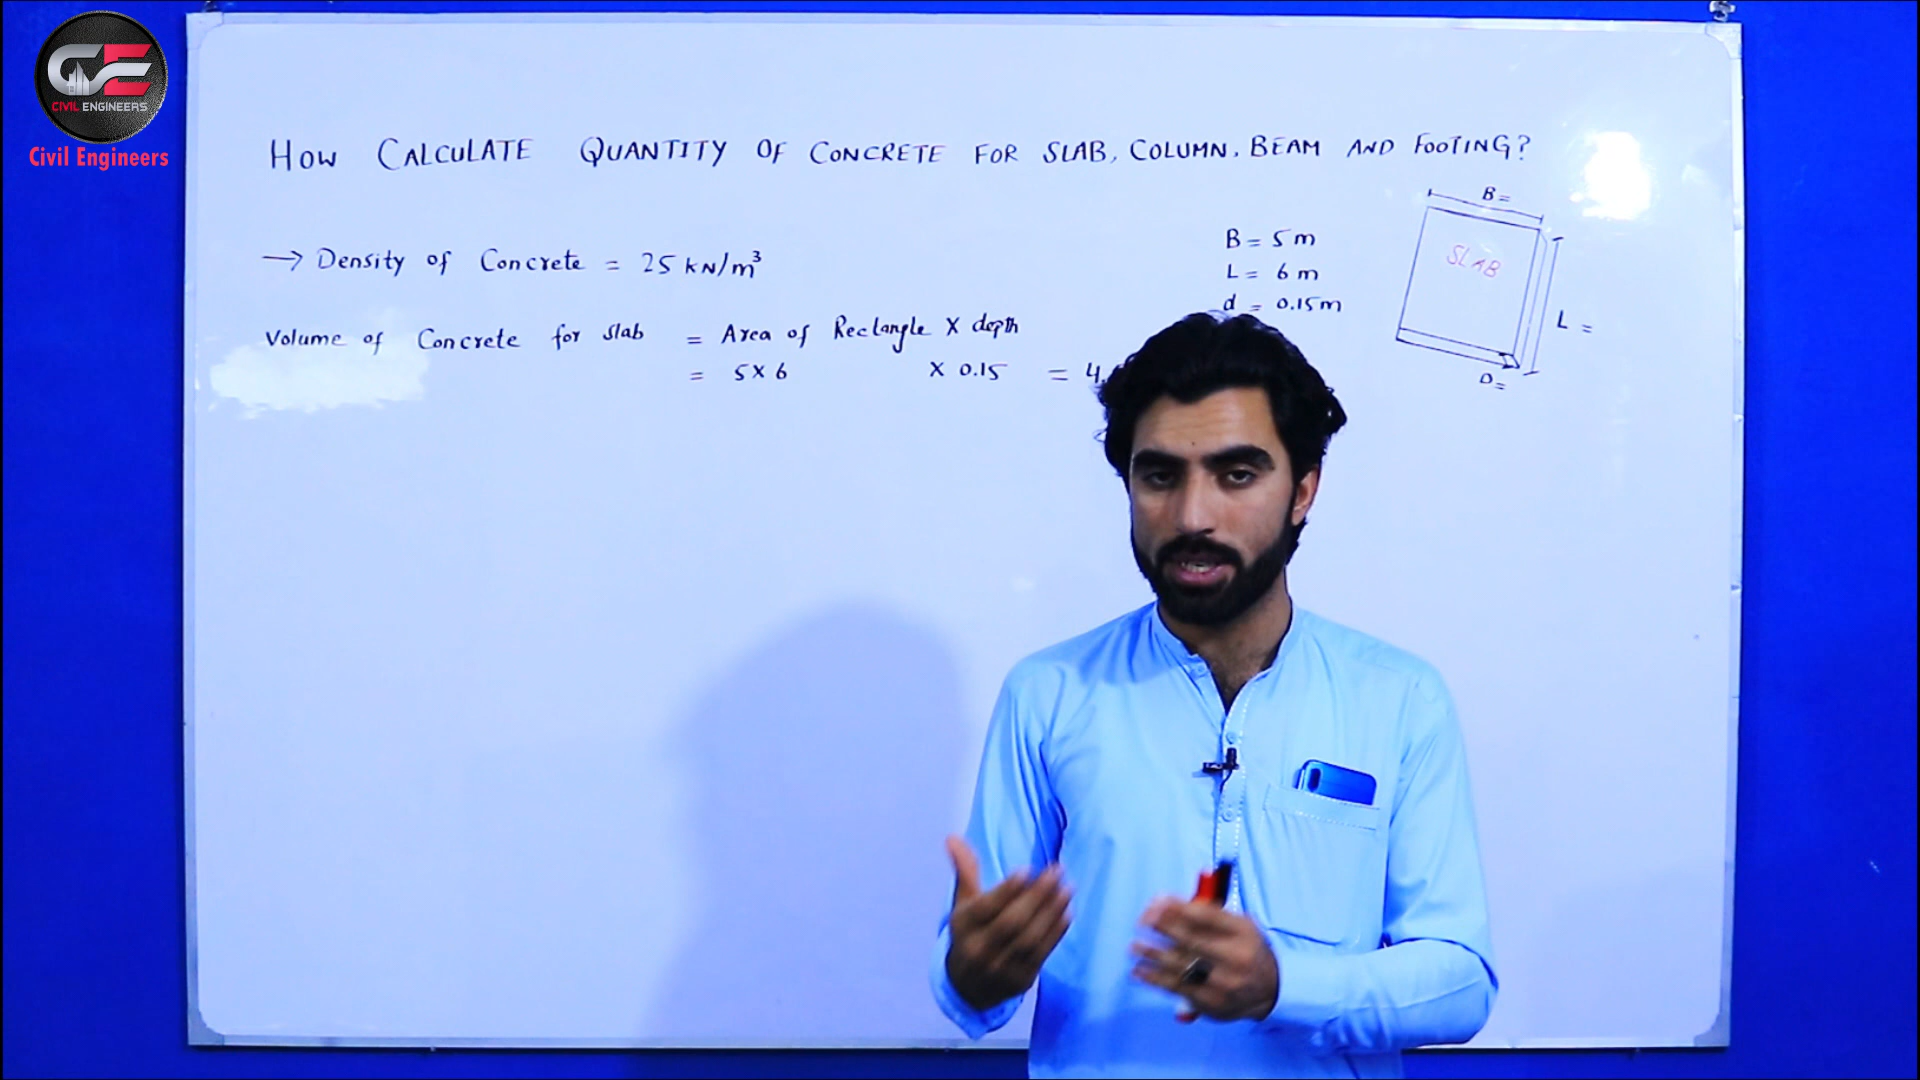 CE
CIVIL ENGINEERS
Civil Engineers
HOW CALCULATE QUANTITY OF CONCRETE FOR SLAB, COLUMN, BEAM AND FOOTING?
→ Density of Concrete = 25 KN/m³
Volume of Concrete for slab = Area of Rectangle X depth
= 5 X 6 X 0.15 = 4.
B = 5 m
L = 6 m
d = 0.15 m
B =
SLAB
L =
D =